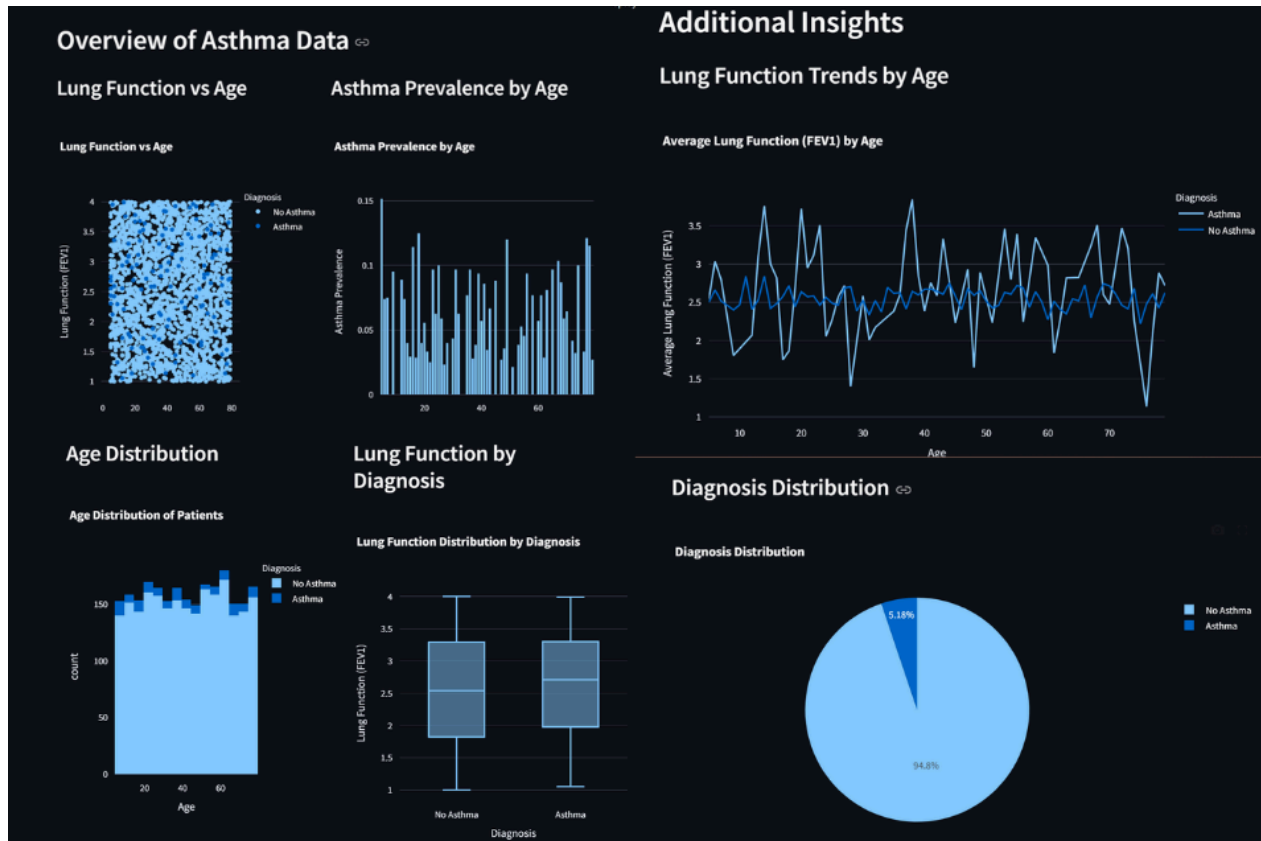 Overview of Asthma Data
Lung Function vs Age
Lung Function vs Age
Diagnosis
No Asthma
Asthma
Lung Function (FEV1)
4
3.5
3
2.5
2
1.5
1
0
20
40
60
80
Asthma Prevalence by Age
Asthma Prevalence by Age
Asthma Prevalence
0.15
0.1
0.05
0
20
40
60
Age Distribution
Age Distribution of Patients
Diagnosis
No Asthma
Asthma
count
150
100
50
0
20
40
60
Age
Lung Function by
Diagnosis
Lung Function Distribution by Diagnosis
Lung Function (FEV1)
4
3.5
3
2.5
2
1.5
1
No Asthma
Asthma
Diagnosis
Additional Insights
Lung Function Trends by Age
Average Lung Function (FEV1) by Age
Diagnosis
Asthma
No Asthma
Average Lung Function (FEV1)
3.5
3
2.5
2
1.5
1
10
20
30
40
50
60
70
Age
Diagnosis Distribution
Diagnosis Distribution
No Asthma
Asthma
5.18%
94.8%